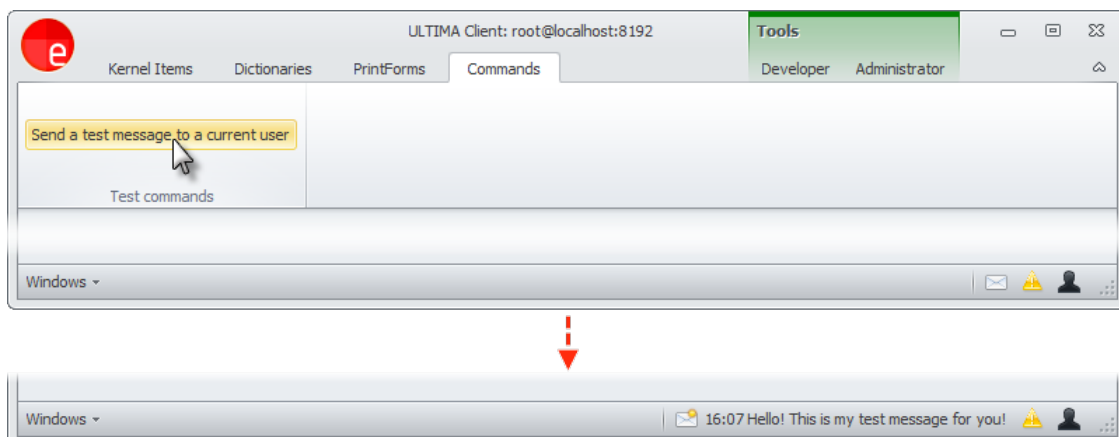 ULTIMA Client: root@localhost:8192
Tools
e
Kernel Items Dictionaries PrintForms Commands Developer Administrator
Send a test message to a current user
Test commands
Windows
Windows 16:07 Hello! This is my test message for you!